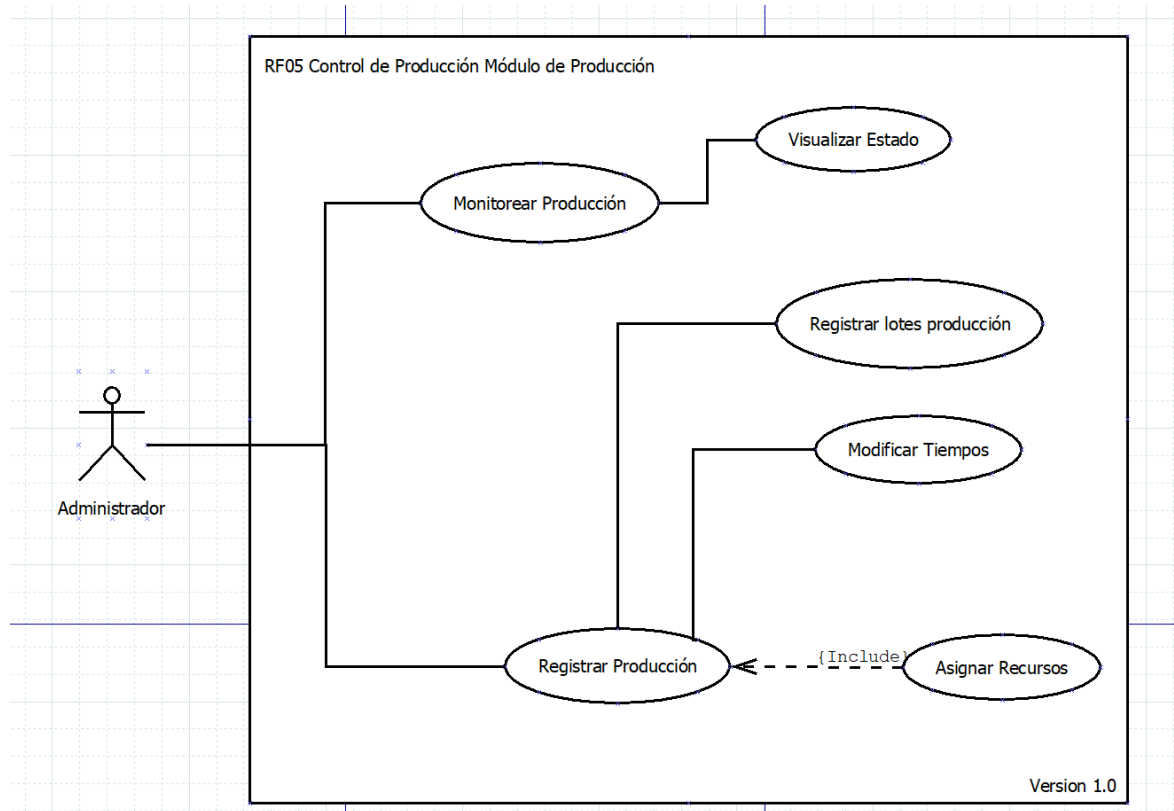 RF05 Control de Producción Módulo de Producción
Visualizar Estado
Monitorear Producción
Registrar lotes producción
Modificar Tiempos
Administrador
Registrar Producción
{Include}
Asignar Recursos
Version 1.0